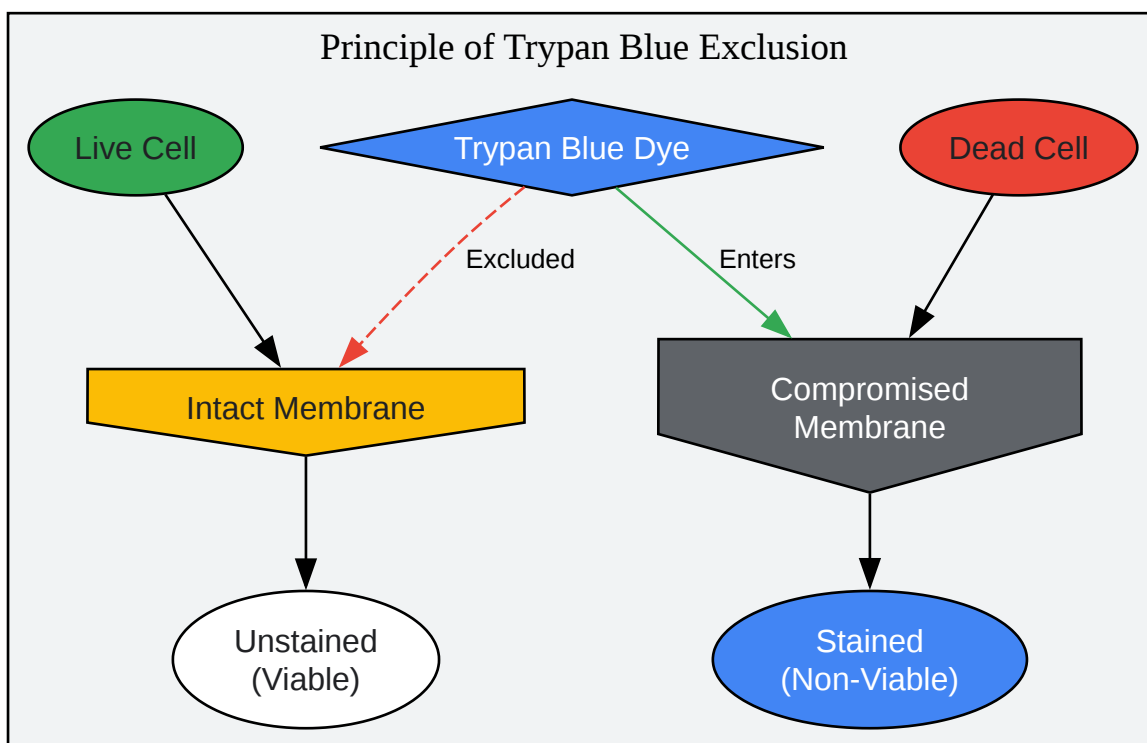 Principle of Trypan Blue Exclusion
Live Cell
Trypan Blue Dye
Dead Cell
Excluded
Enters
Intact Membrane
Compromised
Membrane
Unstained
(Viable)
Stained
(Non-Viable)